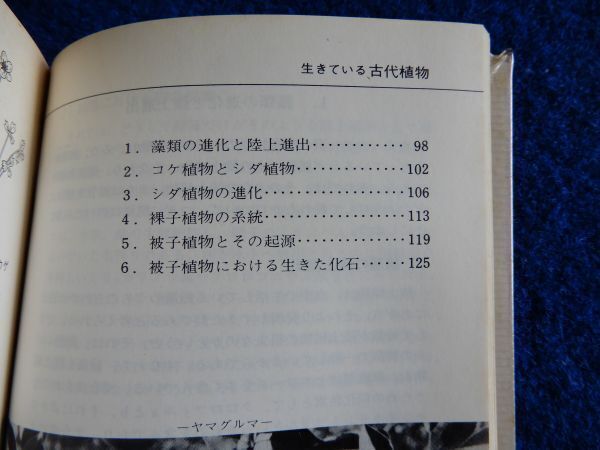 生きている古代植物
1．藻類の進化と陸上進出…………98
2．コケ植物とシダ植物…………102
3．シダ植物の進化…………106
4．裸子植物の系統…………113
5．被子植物とその起源…………119
6．被子植物における生きた化石……125
―ヤマグルマ―